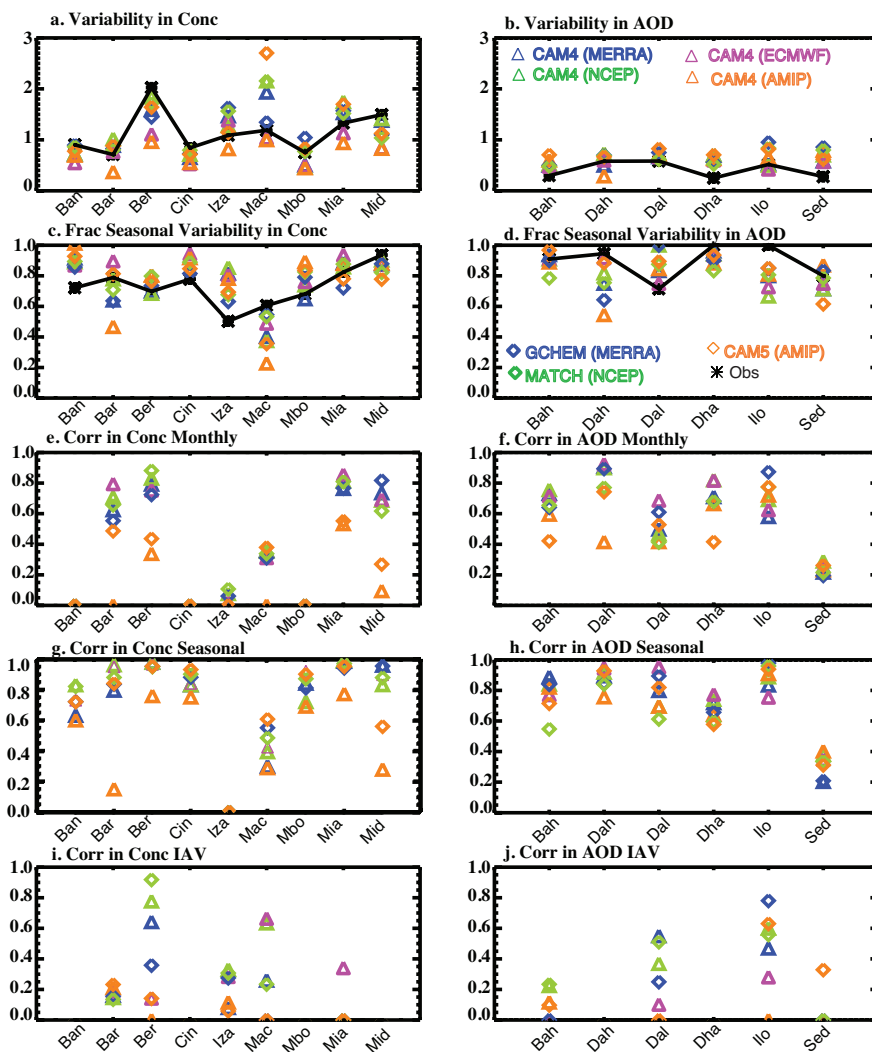 a. Variability in Conc
3
2
1
0
Ban Bar Ber Cin Iza Mac Mbo Mia Mid
b. Variability in AOD
CAM4 (MERRA) CAM4 (ECMWF)
CAM4 (NCEP) CAM4 (AMIP)
3
2
1
0
Bah Dah Dal Dha Ilo Sed
c. Frac Seasonal Variability in Conc
1.0
0.8
0.6
0.4
0.2
0.0
Ban Bar Ber Cin Iza Mac Mbo Mia Mid
d. Frac Seasonal Variability in AOD
1.0
0.8
0.6
0.4
0.2
0.0
GCHEM (MERRA) CAM5 (AMIP)
MATCH (NCEP) Obs
Bah Dah Dal Dha Ilo Sed
e. Corr in Conc Monthly
1.0
0.8
0.6
0.4
0.2
0.0
Ban Bar Ber Cin Iza Mac Mbo Mia Mid
f. Corr in AOD Monthly
1.0
0.8
0.6
0.4
0.2
Bah Dah Dal Dha Ilo Sed
g. Corr in Conc Seasonal
1.0
0.8
0.6
0.4
0.2
0.0
Ban Bar Ber Cin Iza Mac Mbo Mia Mid
h. Corr in AOD Seasonal
1.0
0.8
0.6
0.4
0.2
0.0
Bah Dah Dal Dha Ilo Sed
i. Corr in Conc IAV
1.0
0.8
0.6
0.4
0.2
0.0
Ban Bar Ber Cin Iza Mac Mbo Mia Mid
j. Corr in AOD IAV
1.0
0.8
0.6
0.4
0.2
0.0
Bah Dah Dal Dha Ilo Sed